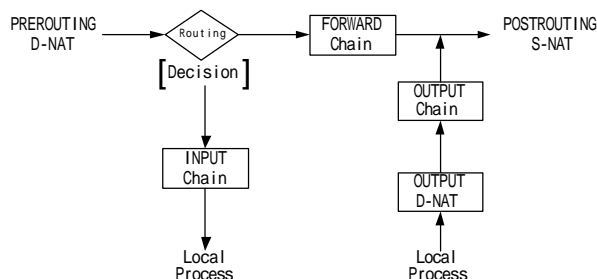 PREROUTING
D-NAT
Routing
[Decision]
FORWARD
Chain
POSTROUTING
S-NAT
OUTPUT
Chain
INPUT
Chain
OUTPUT
D-NAT
Local
Process
Local
Process